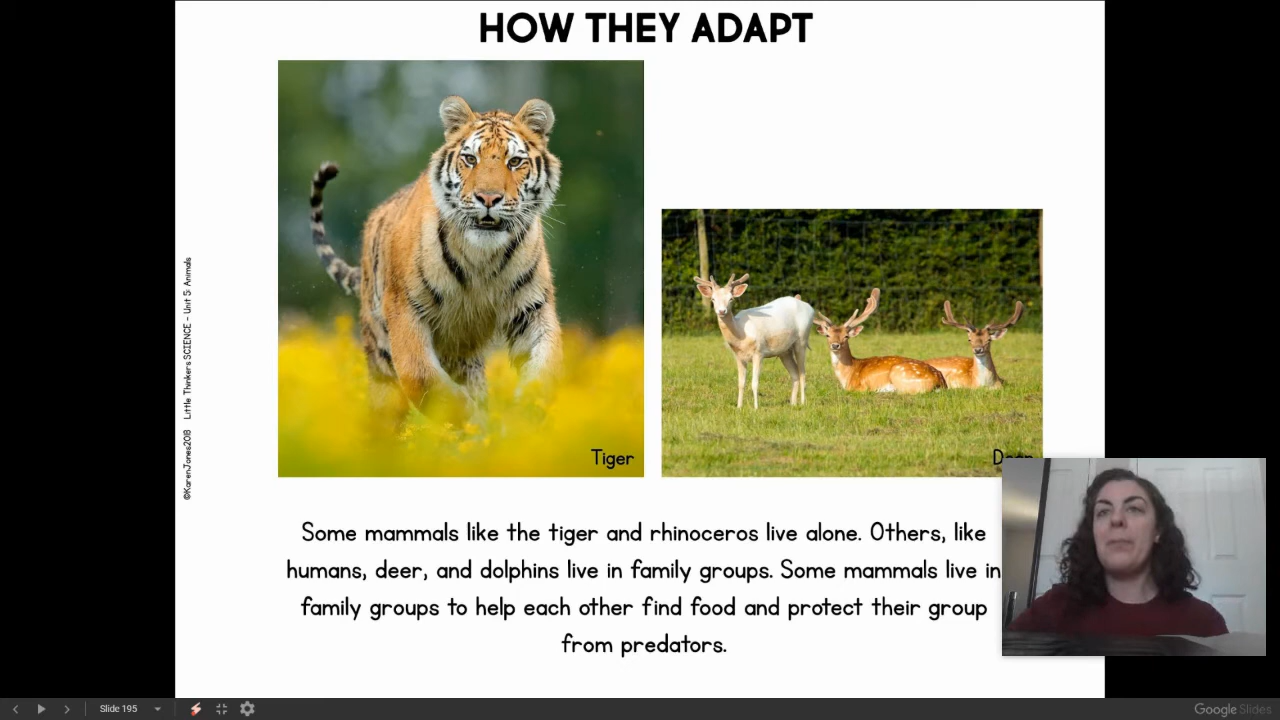 HOW THEY ADAPT
©KarenJones2018 Little Thinkers SCIENCE - Unit 5: Animals
Tiger
Some mammals like the tiger and rhinoceros live alone. Others, like
humans, deer, and dolphins live in family groups. Some mammals live in
family groups to help each other find food and protect their group
from predators.
Slide 195
Google Slides